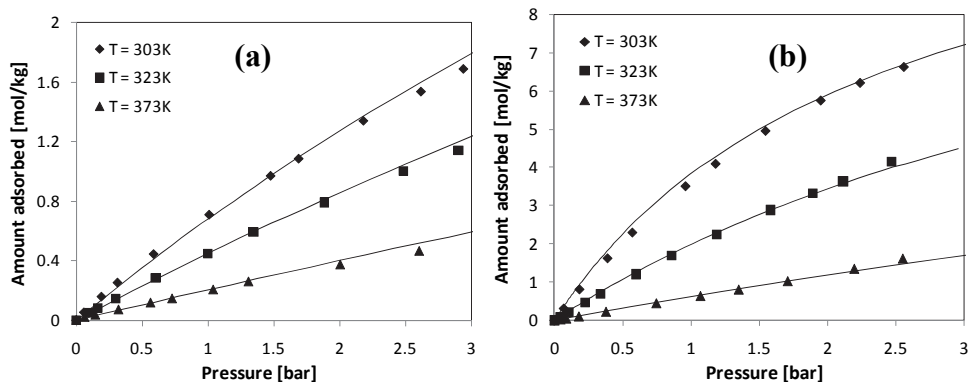 2
1.6
1.2
0.8
0.4
0
Amount adsorbed [mol/kg]
T = 303K
T = 323K
T = 373K
(a)
0 0.5 1 1.5 2 2.5 3
Pressure [bar]
8
7
6
5
4
3
2
1
0
Amount adsorbed [mol/kg]
T = 303K
T = 323K
T = 373K
(b)
0 0.5 1 1.5 2 2.5 3
Pressure [bar]